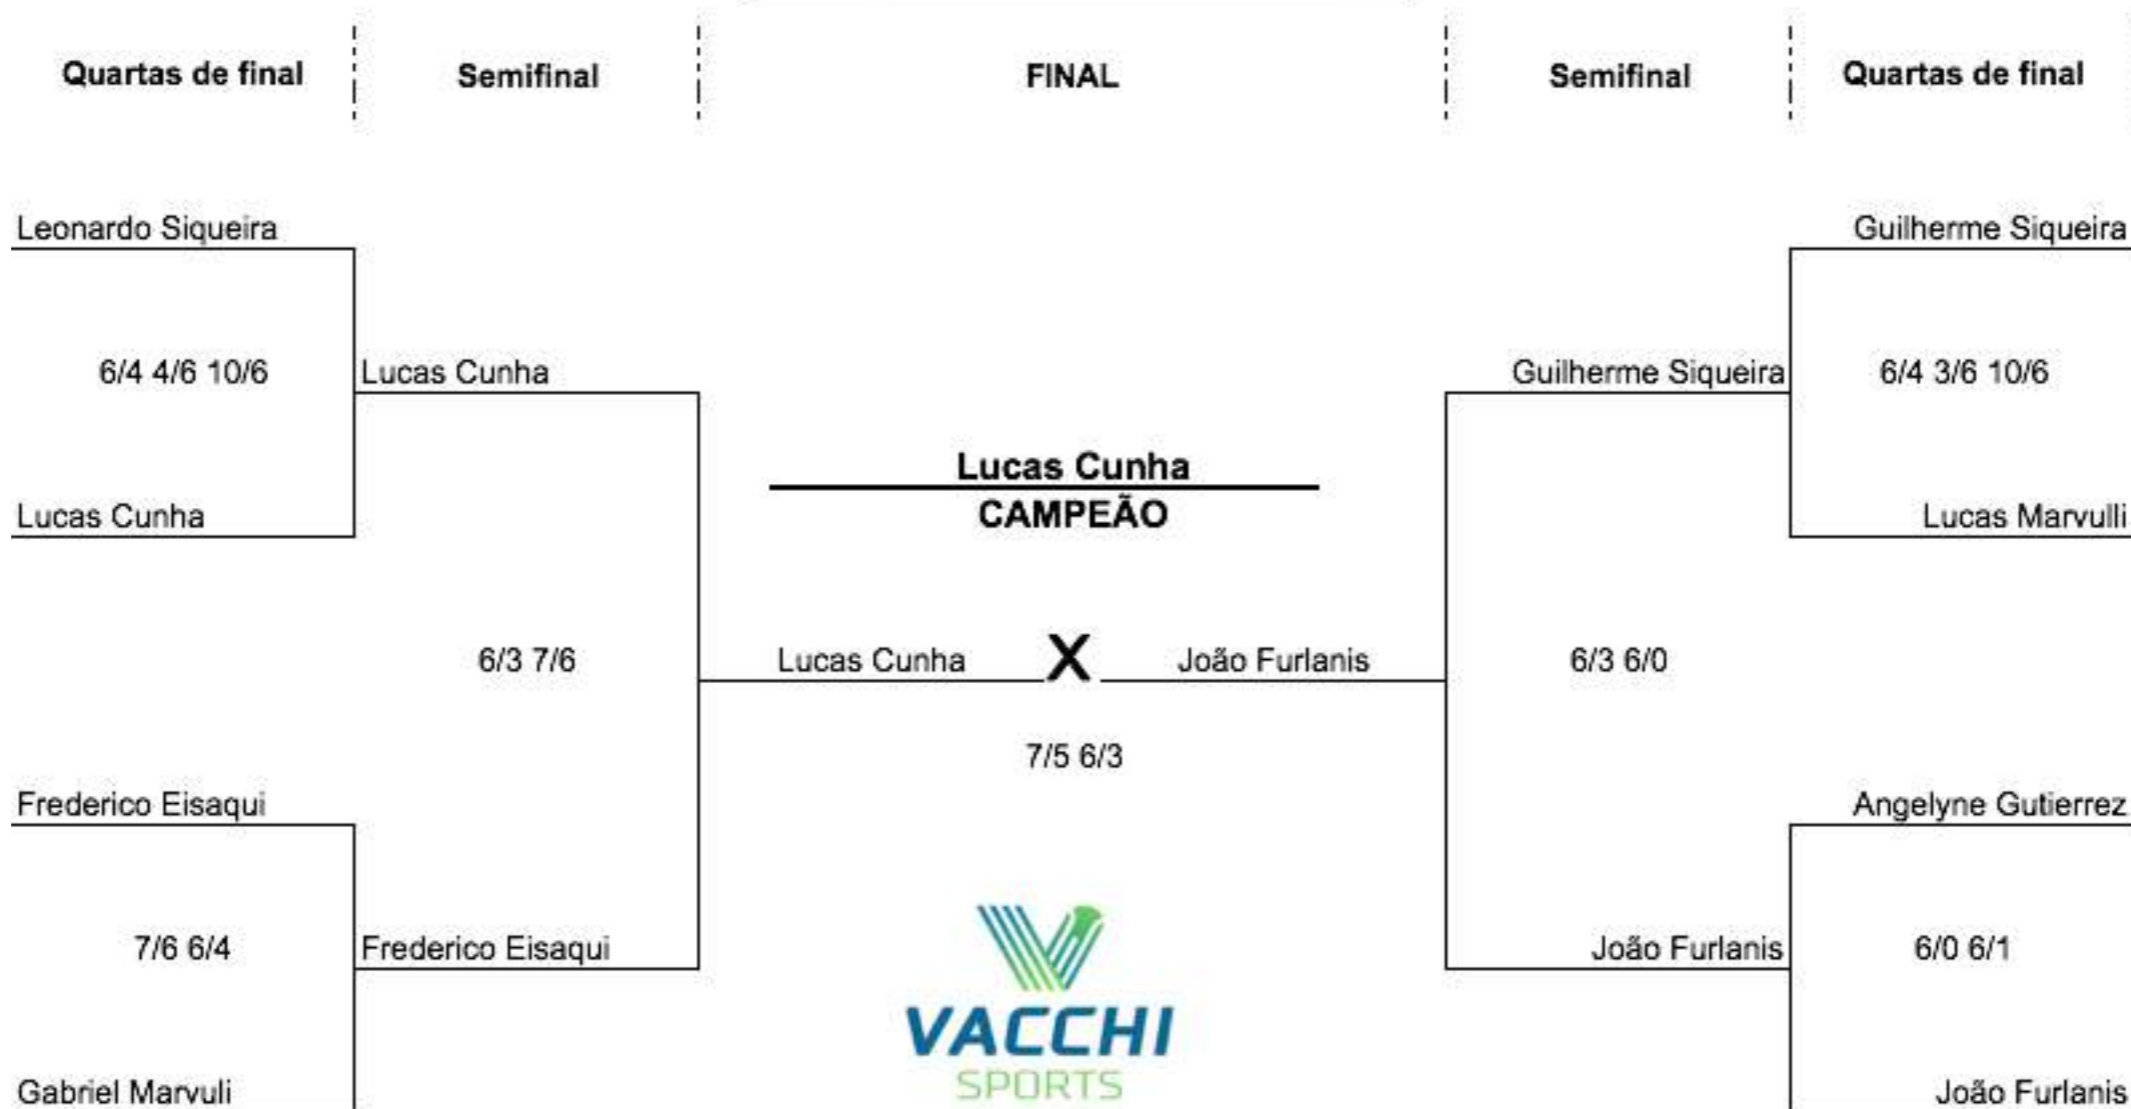 Quartas de final
Semifinal
FINAL
Semifinal
Quartas de final
Leonardo Siqueira
Guilherme Siqueira
6/4 4/6 10/6
Lucas Cunha
Guilherme Siqueira
6/4 3/6 10/6
Lucas Cunha
CAMPEÃO
Lucas Cunha
Lucas Marvulli
6/3 7/6
Lucas Cunha
X
João Furlanis
6/3 6/0
7/5 6/3
Frederico Eisaqui
Angelyne Gutierrez
7/6 6/4
Frederico Eisaqui
João Furlanis
6/0 6/1
VACCHI
SPORTS
Gabriel Marvuli
João Furlanis